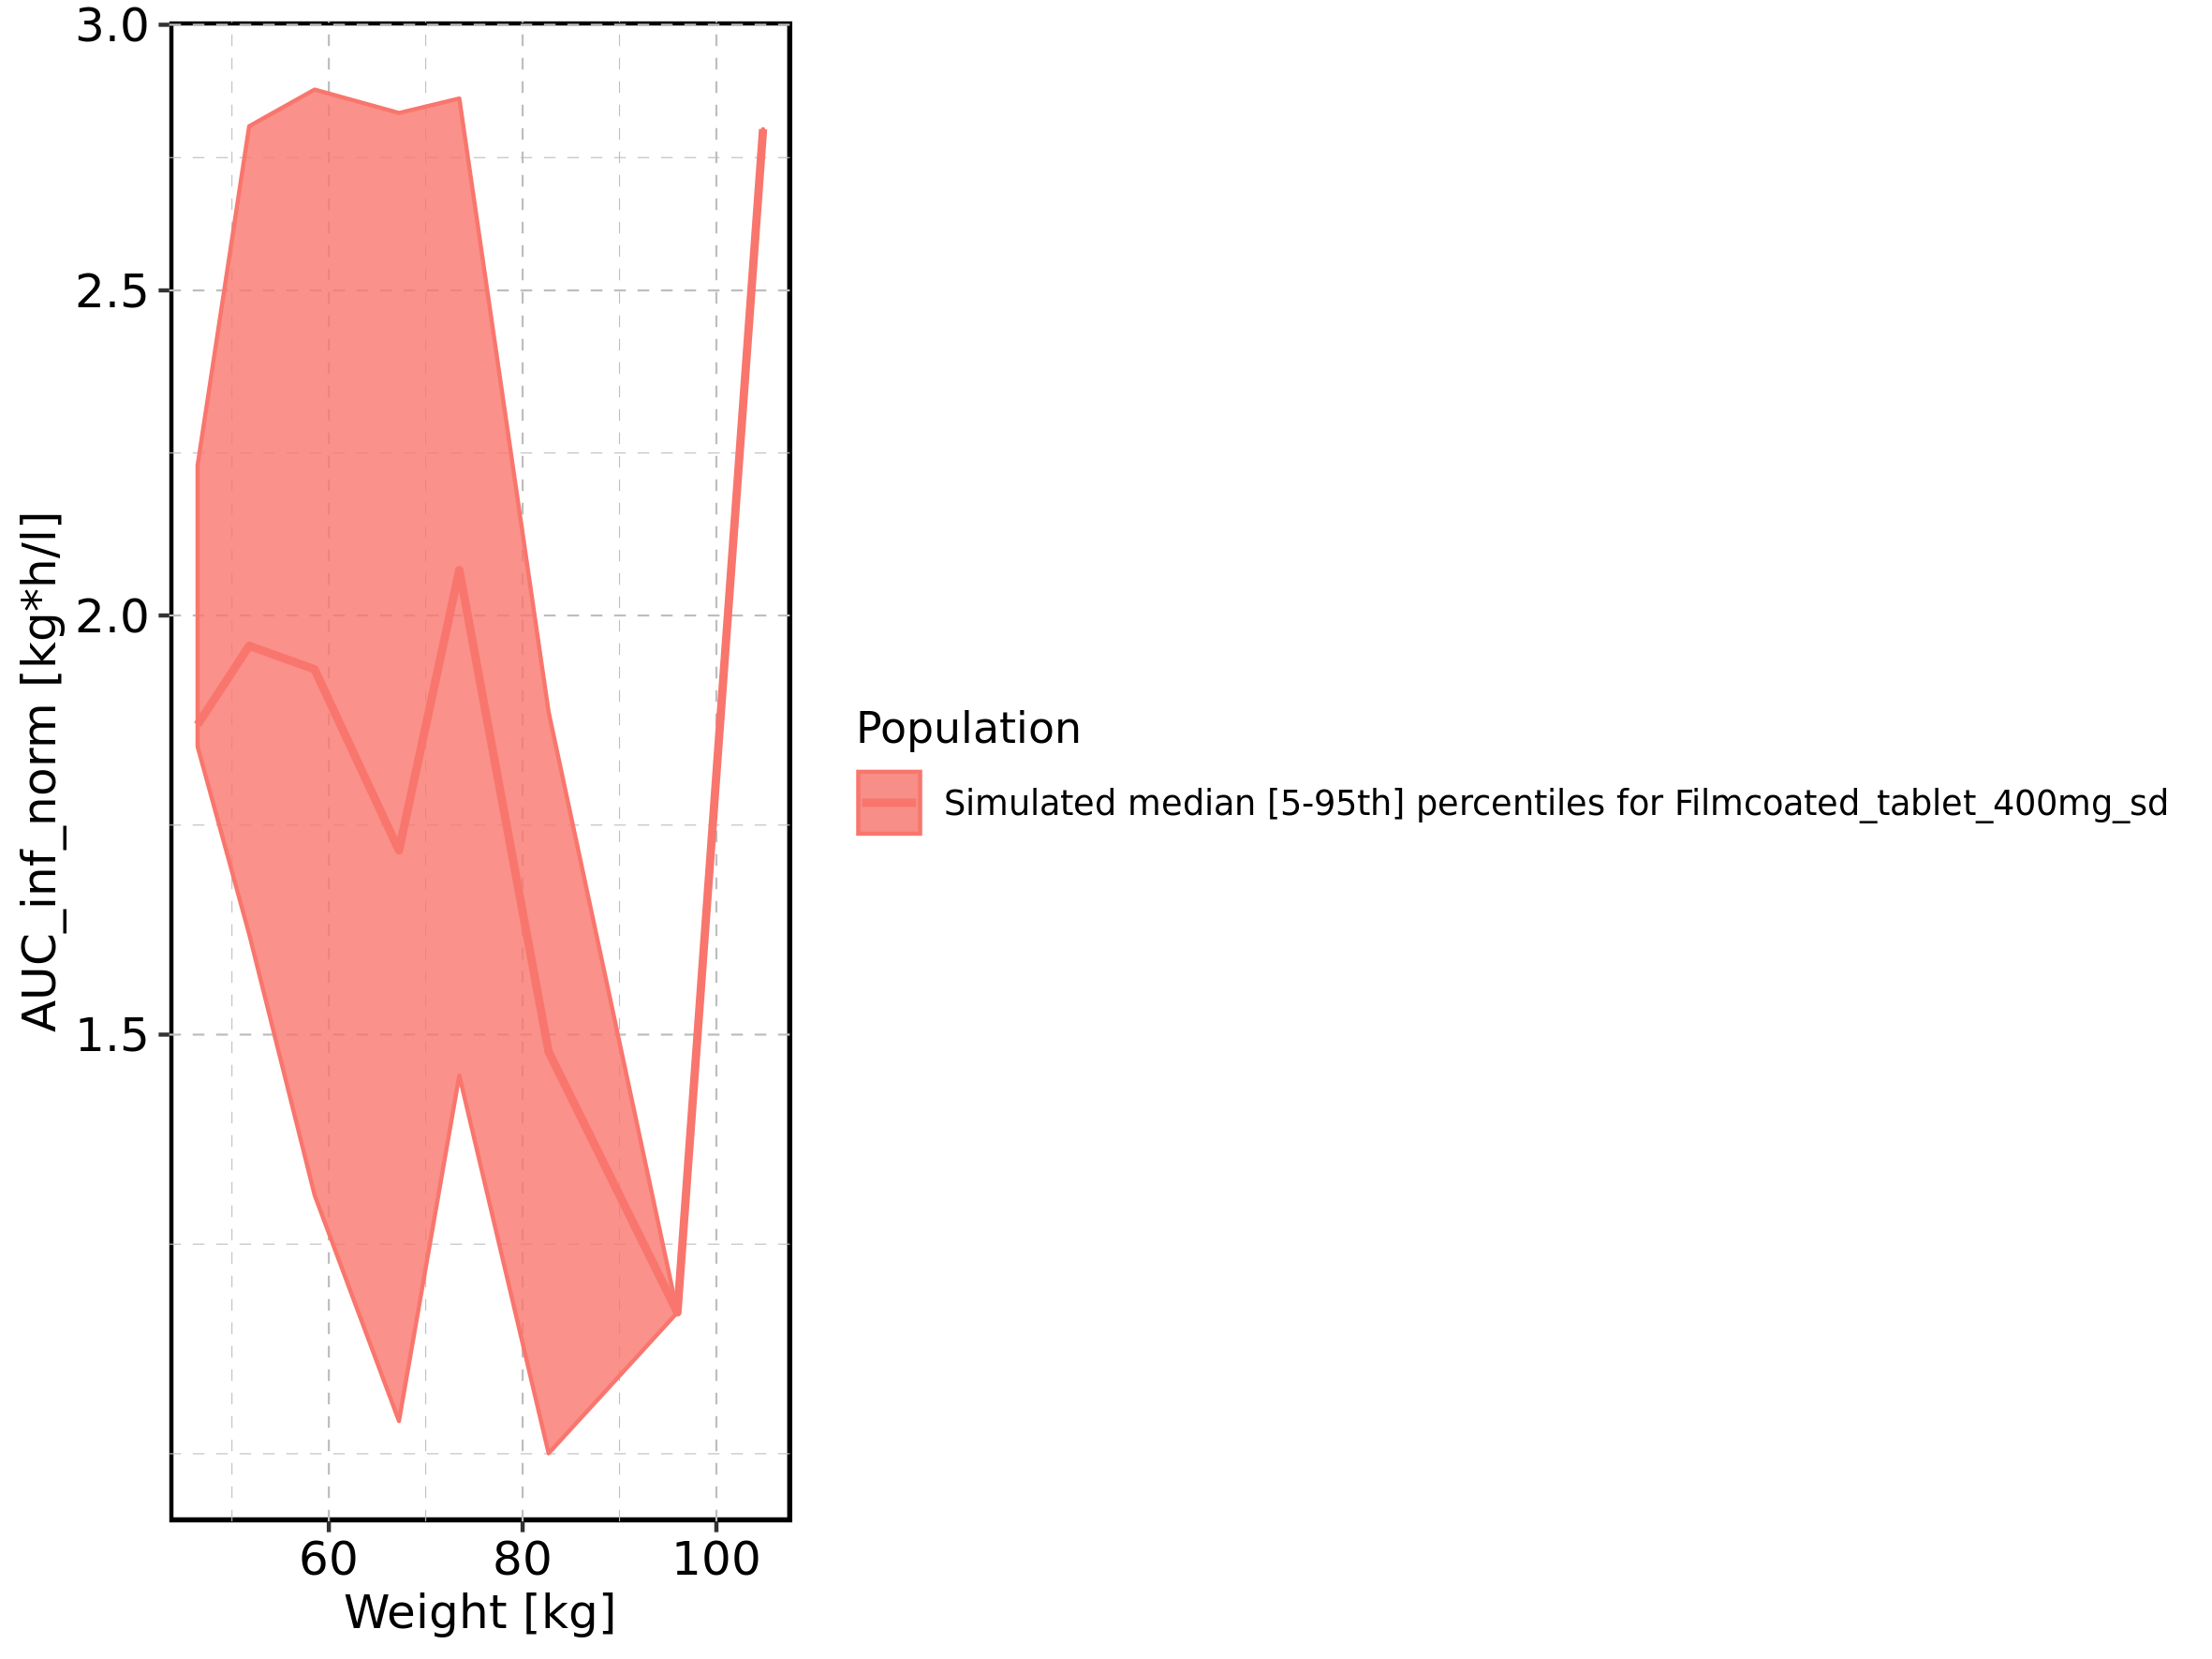 3.0
2.5
2.0
1.5
AUC_inf_norm [kg*h/l]
60 80 100
Weight [kg]
Population
Simulated median [5-95th] percentiles for Filmcoated_tablet_400mg_sd